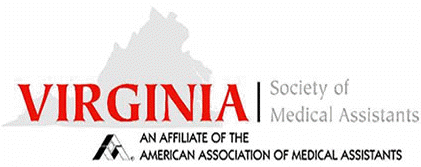 VIRGINIA
Society of
Medical Assistants
AN AFFILIATE OF THE
AMERICAN ASSOCIATION OF MEDICAL ASSISTANTS